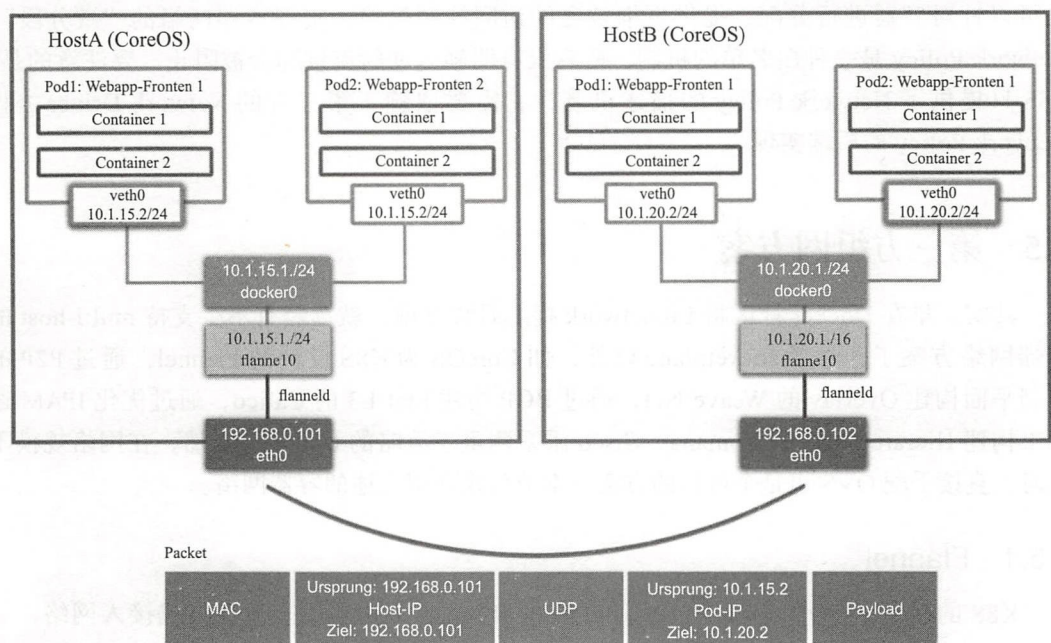 HostA (CoreOS)
Pod1: Webapp-Fronten 1
Container 1
Container 2
veth0
10.1.15.2/24
Pod2: Webapp-Fronten 2
Container 1
Container 2
veth0
10.1.15.2/24
10.1.15.1./24
docker0
10.1.15.1./24
flanne10
flanneld
192.168.0.101
eth0
HostB (CoreOS)
Pod1: Webapp-Fronten 1
Container 1
Container 2
veth0
10.1.20.2/24
Pod2: Webapp-Fronten 1
Container 1
Container 2
veth0
10.1.20.2/24
10.1.20.1./24
docker0
10.1.20.1./16
flanne10
flanneld
192.168.0.102
eth0
Packet
MAC
Ursprung: 192.168.0.101
Host-IP
Ziel: 192.168.0.101
UDP
Ursprung: 10.1.15.2
Pod-IP
Ziel: 10.1.20.2
Payload